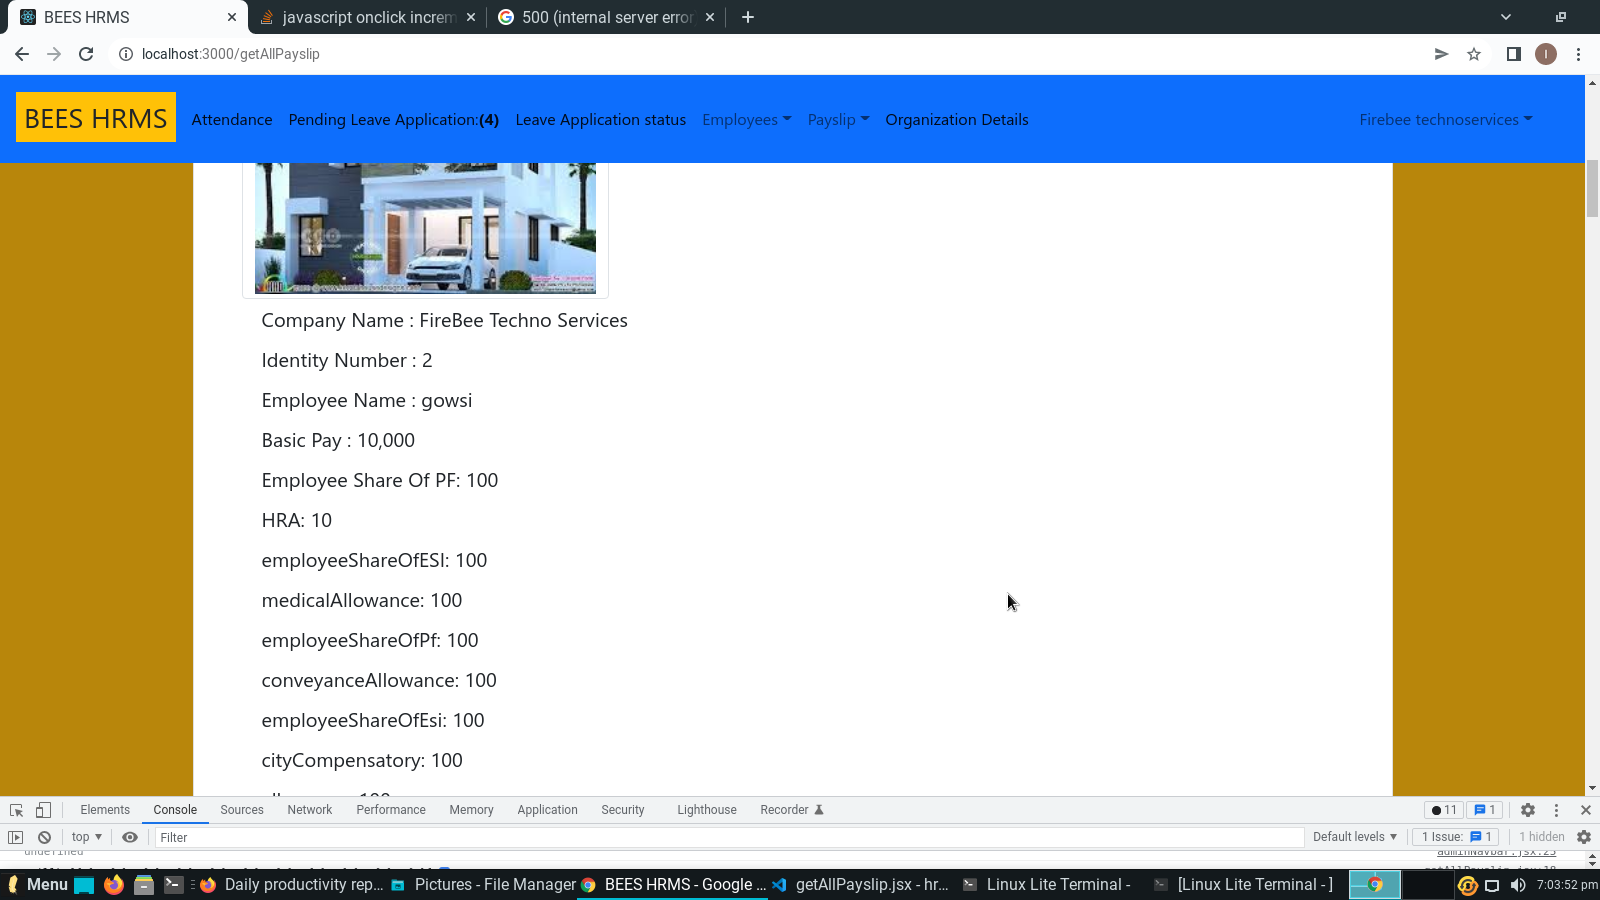 BEES HRMS
javascript onclick increm
500 (internal server error
localhost:3000/getAllPayslip
I
BEES HRMS
Attendance
Pending Leave Application:(4)
Leave Application status
Employees
Payslip
Organization Details
Firebee technoservices
Company Name : FireBee Techno Services
Identity Number : 2
Employee Name : gowsi
Basic Pay : 10,000
Employee Share Of PF: 100
HRA: 10
employeeShareOfESI: 100
medicalAllowance: 100
employeeShareOfPf: 100
conveyanceAllowance: 100
employeeShareOfEsi: 100
cityCompensatory: 100
Elements
Console
Sources
Network
Performance
Memory
Application
Security
Lighthouse
Recorder
11
1
top
Filter
Default levels
1 Issue:
1
1 hidden
undefined
adminNavbar.jsx:25
Menu
Daily productivity rep...
Pictures - File Manager
BEES HRMS - Google ...
getAllPayslip.jsx - hr...
Linux Lite Terminal -
[Linux Lite Terminal - ]
7:03:52 pm